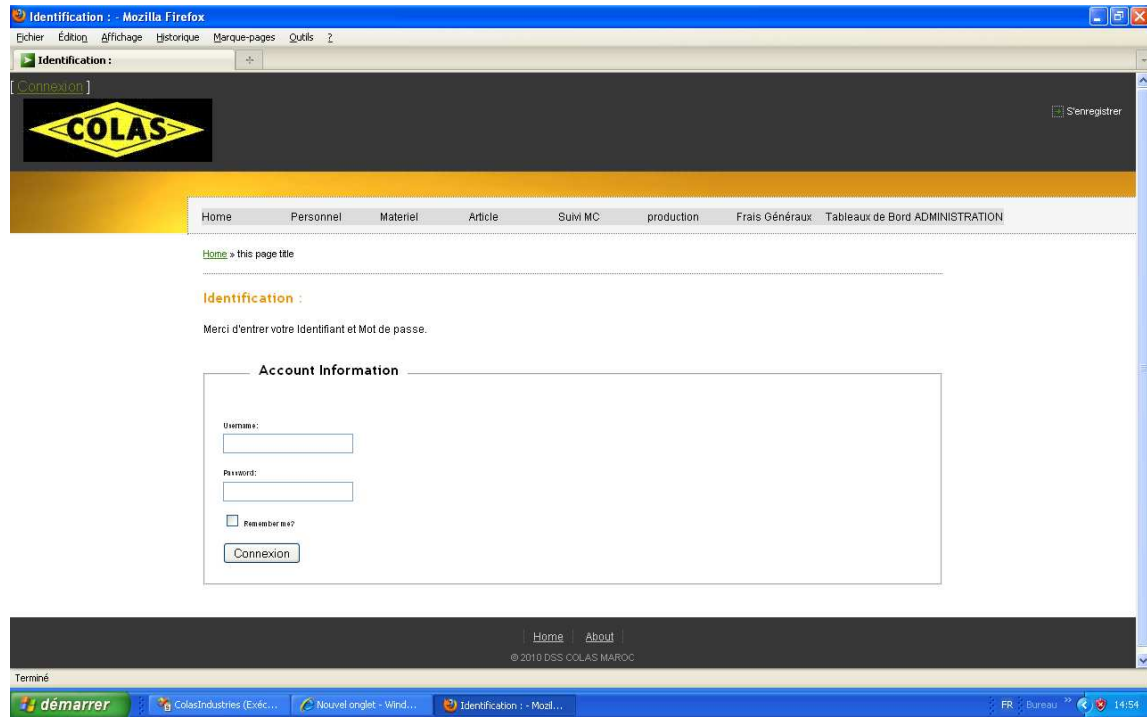 Identification : - Mozilla Firefox
Fichier Édition Affichage Historique Marque-pages Outils ?
Identification :
[ Connexion ]
COLAS
S'enregistrer
Home Personnel Materiel Article Suivi MC production Frais Généraux Tableaux de Bord ADMINISTRATION
Home » this page title
Identification :
Merci d'entrer votre Identifiant et Mot de passe.
Account Information
Username:
Password:
Remember me?
Connexion
Home About
© 2010 DSS COLAS MAROC
Terminé
démarrer ColasIndustries (Exéc... Nouvel onglet - Wind... Identification : - Mozil... FR Bureau » 14:54